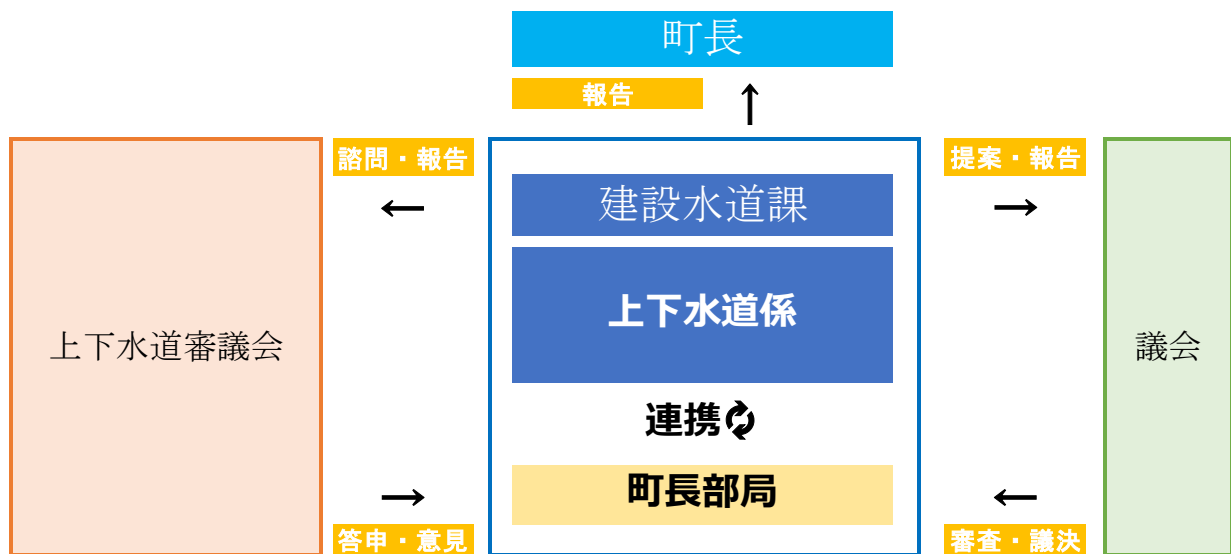 町長
報告
諮問・報告
提案・報告
建設水道課
上下水道係
上下水道審議会
議会
連携
町長部局
答申・意見
審査・議決